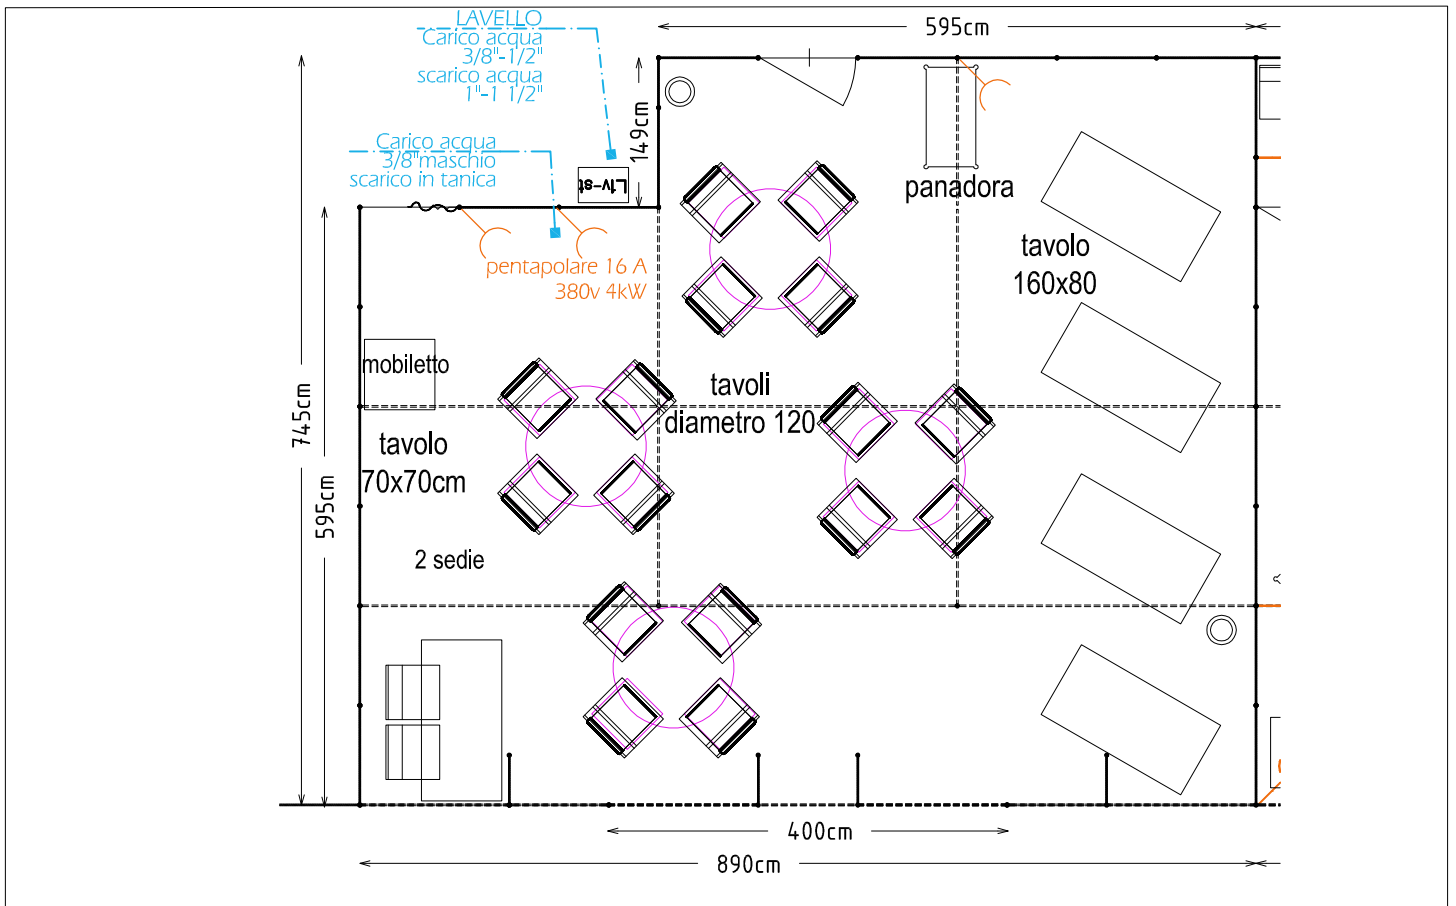 LAVELLO
Carico acqua
3/8"-1/2"
scarico acqua
1"-1 1/2"
595cm
149cm
Carico acqua
3/8"maschio
scarico in tanica
L1v-st
panadora
tavolo
160x80
pentapolare 16 A
380v 4kW
mobiletto
tavoli
diametro 120
745cm
tavolo
70x70cm
595cm
2 sedie
400cm
890cm